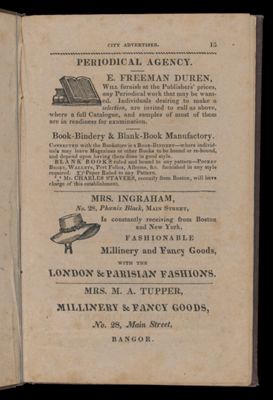 CITY ADVERTISER. 15
PERIODICAL AGENCY.
E. FREEMAN DUREN,
WILL furnish at the Publishers' prices,
any Periodical work that may be want-
ed. Individuals desiring to make a
selection, are invited to call as above,
where a full Catalogue, and samples of most of them
are in readiness for examination.
Book-Bindery & Blank-Book Manufactory.
CONNECTED with the Bookstore is a BOOK-BINDERY—where individ-
uals may leave Magazines or other Books to be bound or re-bound,
and depend upon having them done in good style.
BLANK BOOKS ruled and bound to any pattern—POCKET
BOOKS, WALLETS, Port Folios, Albums, &c. furnished in any style
required. Paper Ruled to any Pattern.
Mr. CHARLES STAVERS, recently from Boston, will have
charge of this establishment.
MRS. INGRAHAM,
No. 28, Phœnix Block, MAIN STREET,
Is constantly receiving from Boston
and New York,
FASHIONABLE
Millinery and Fancy Goods,
WITH THE
LONDON & PARISIAN FASHIONS.
MRS. M. A. TUPPER,
MILLINERY & FANCY GOODS,
No. 28, Main Street,
BANGOR.